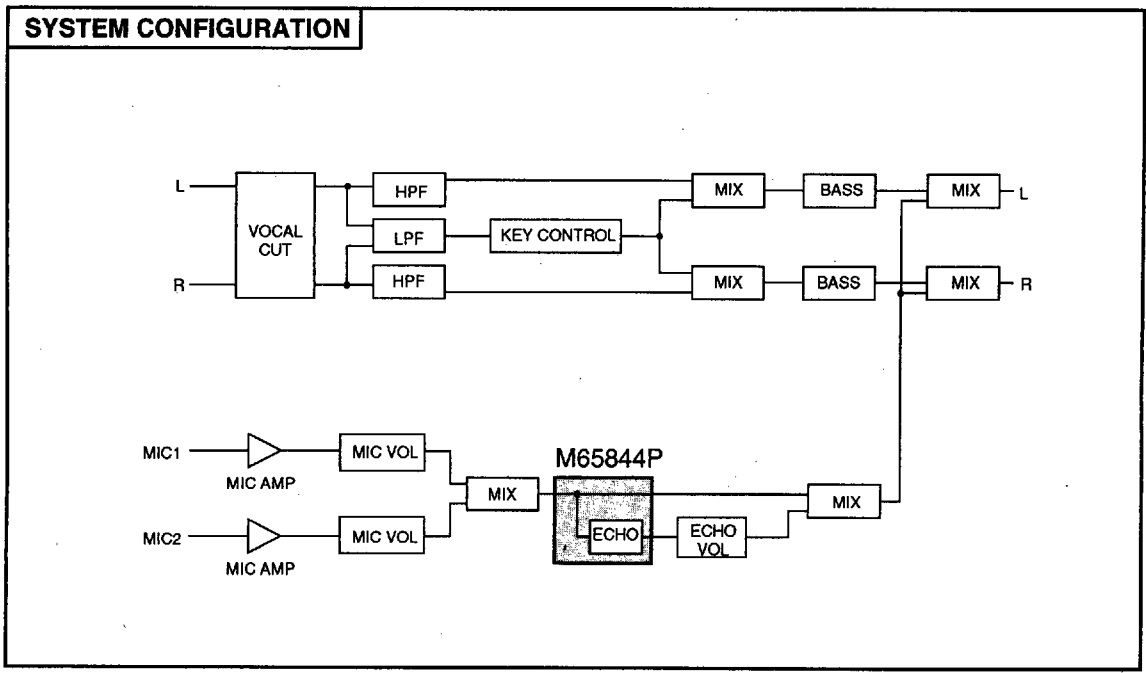 SYSTEM CONFIGURATION
L
VOCAL
CUT
HPF
MIX
BASS
MIX
L
LPF
KEY CONTROL
R
HPF
MIX
BASS
MIX
R
MIC1
MIC AMP
MIC VOL
MIX
M65844P
MIX
MIC2
MIC AMP
MIC VOL
ECHO
ECHO
VOL